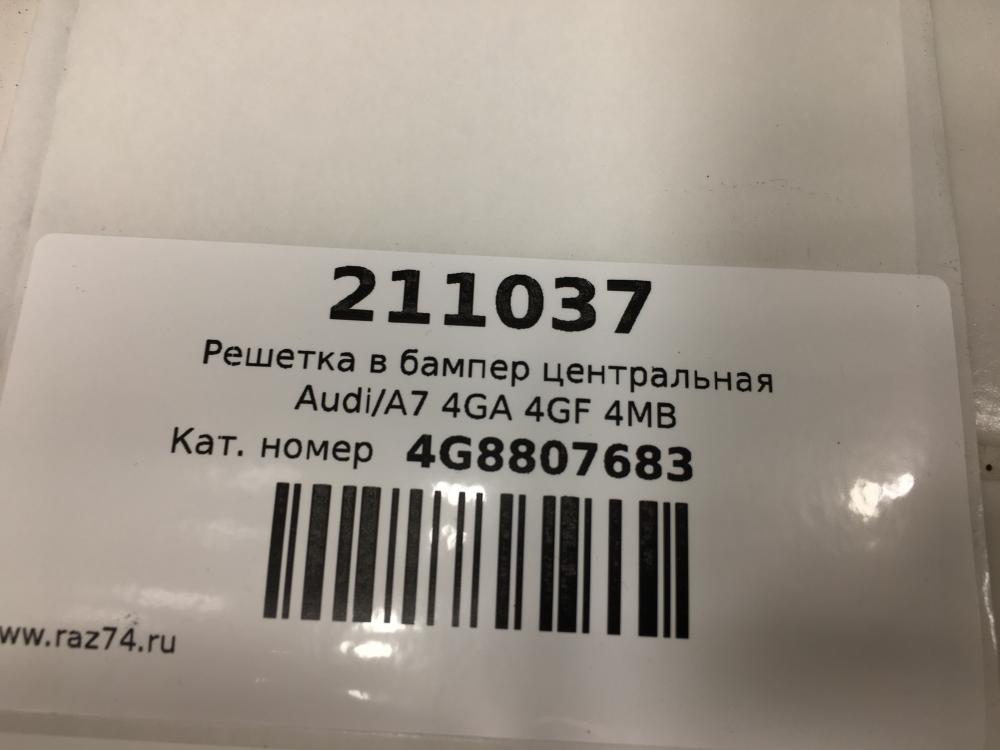 211037
Решетка в бампер центральная
Audi/A7 4GA 4GF 4MB
Кат. номер 4G8807683
www.raz74.ru